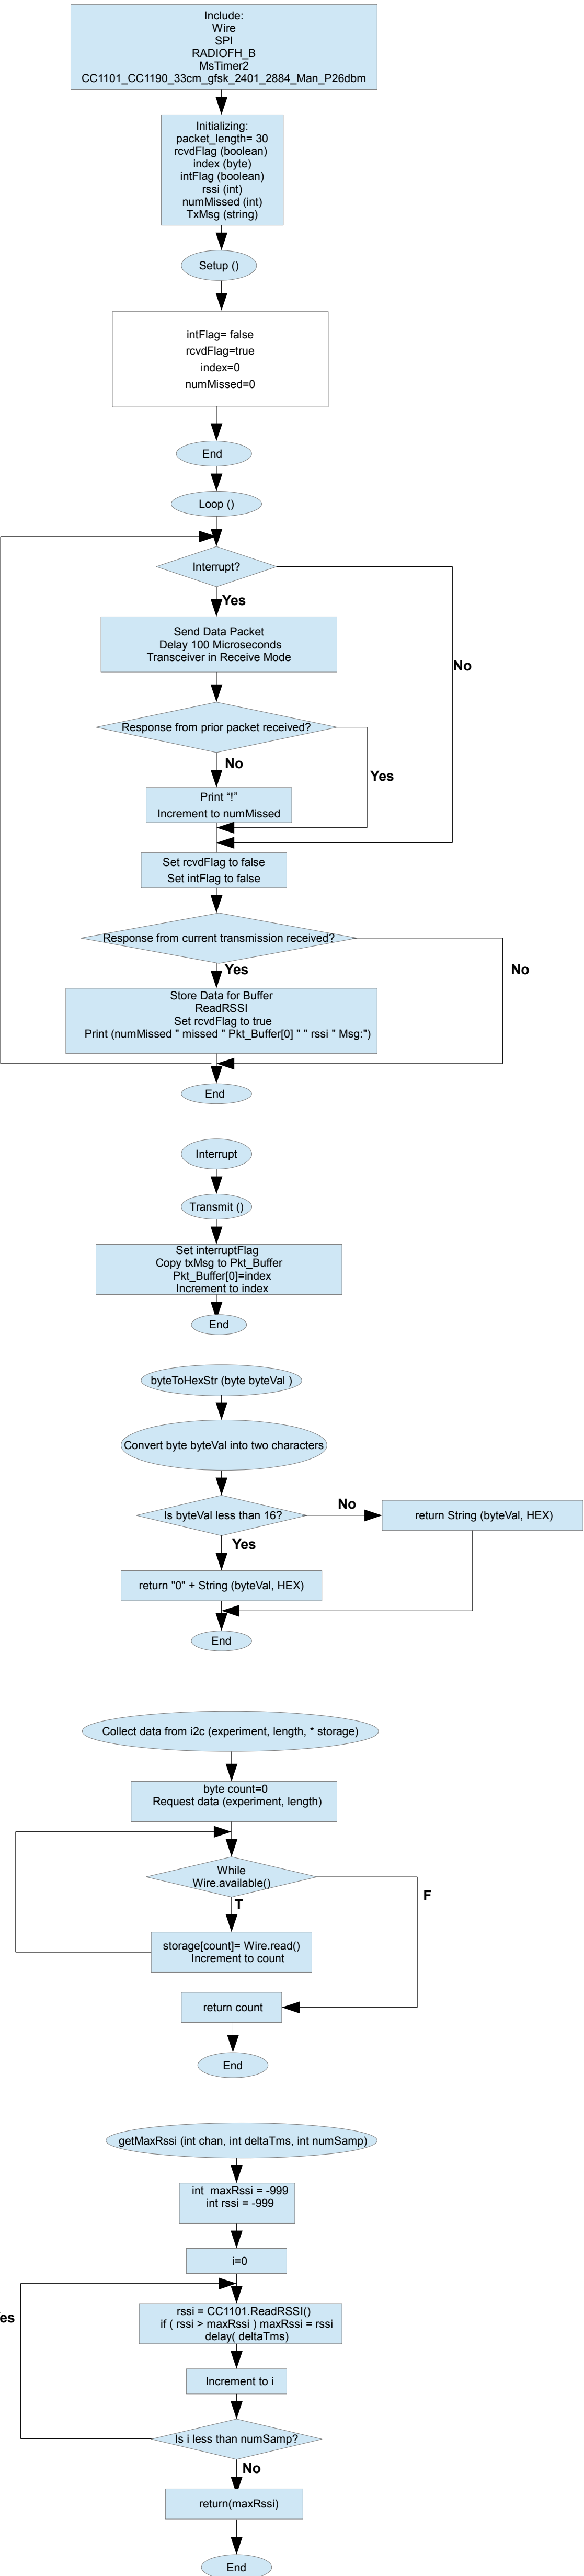 Include:
Wire
SPI
RADIOFH_B
MsTimer2
CC1101_CC1190_33cm_gfsk_2401_2884_Man_P26dbm
Initializing:
packet_length= 30
rcvdFlag (boolean)
index (byte)
intFlag (boolean)
rssi (int)
numMissed (int)
TxMsg (string)
Setup ()
intFlag= false
rcvdFlag=true
index=0
numMissed=0
End
Loop ()
Interrupt?
Yes
No
Send Data Packet
Delay 100 Microseconds
Transceiver in Receive Mode
Response from prior packet received?
No
Yes
Print “!”
Increment to numMissed
Set rcvdFlag to false
Set intFlag to false
Response from current transmission received?
Yes
No
Store Data for Buffer
ReadRSSI
Set rcvdFlag to true
Print (numMissed " missed " Pkt_Buffer[0] " " rssi " Msg:")
End
Interrupt
Transmit ()
Set interruptFlag
Copy txMsg to Pkt_Buffer
Pkt_Buffer[0]=index
Increment to index
End
byteToHexStr (byte byteVal )
Convert byte byteVal into two characters
Is byteVal less than 16?
No
return String (byteVal, HEX)
Yes
return "0" + String (byteVal, HEX)
End
Collect data from i2c (experiment, length, * storage)
byte count=0
Request data (experiment, length)
While
Wire.available()
T
F
storage[count]= Wire.read()
Increment to count
return count
End
getMaxRssi (int chan, int deltaTms, int numSamp)
int maxRssi = -999
int rssi = -999
i=0
es
rssi = CC1101.ReadRSSI()
if ( rssi > maxRssi ) maxRssi = rssi
delay( deltaTms)
Increment to i
Is i less than numSamp?
No
return(maxRssi)
End